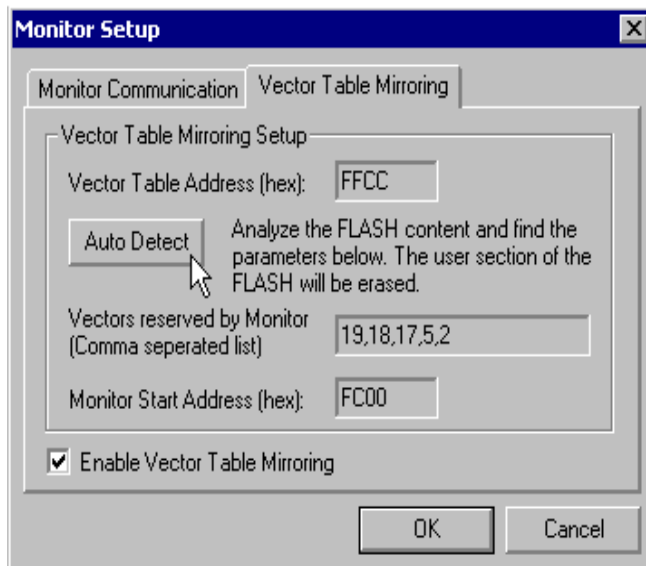 Monitor Setup
Monitor Communication
Vector Table Mirroring
Vector Table Mirroring Setup
Vector Table Address (hex): FFCC
Auto Detect
Analyze the FLASH content and find the
parameters below. The user section of the
FLASH will be erased.
Vectors reserved by Monitor
(Comma seperated list)
19,18,17,5,2
Monitor Start Address (hex): FC00
Enable Vector Table Mirroring
OK
Cancel